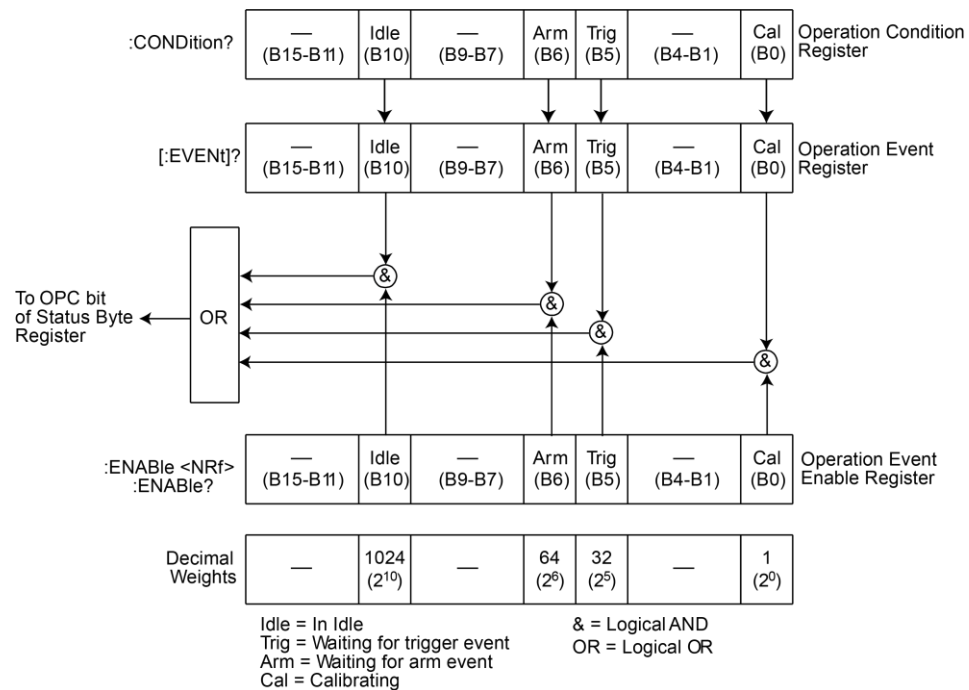 :CONDition?
—
(B15-B11)
Idle
(B10)
—
(B9-B7)
Arm
(B6)
Trig
(B5)
—
(B4-B1)
Cal
(B0)
Operation Condition
Register
[:EVENt]?
—
(B15-B11)
Idle
(B10)
—
(B9-B7)
Arm
(B6)
Trig
(B5)
—
(B4-B1)
Cal
(B0)
Operation Event
Register
&
&
&
&
To OPC bit
of Status Byte
Register
OR
:ENABle <NRf>
:ENABle?
—
(B15-B11)
Idle
(B10)
—
(B9-B7)
Arm
(B6)
Trig
(B5)
—
(B4-B1)
Cal
(B0)
Operation Event
Enable Register
Decimal
Weights
—
1024
(2¹⁰)
—
64
(2⁶)
32
(2⁵)
—
1
(2⁰)
Idle = In Idle
Trig = Waiting for trigger event
Arm = Waiting for arm event
Cal = Calibrating
& = Logical AND
OR = Logical OR